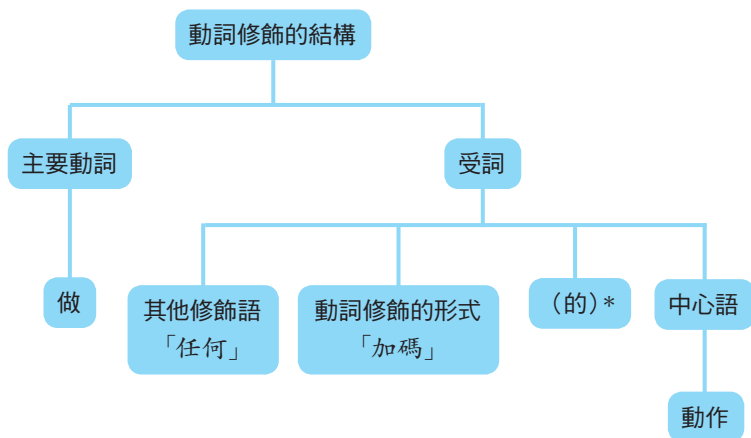 動詞修飾的結構
主要動詞
受詞
做
其他修飾語
「任何」
動詞修飾的形式
「加碼」
（的）*
中心語
動作